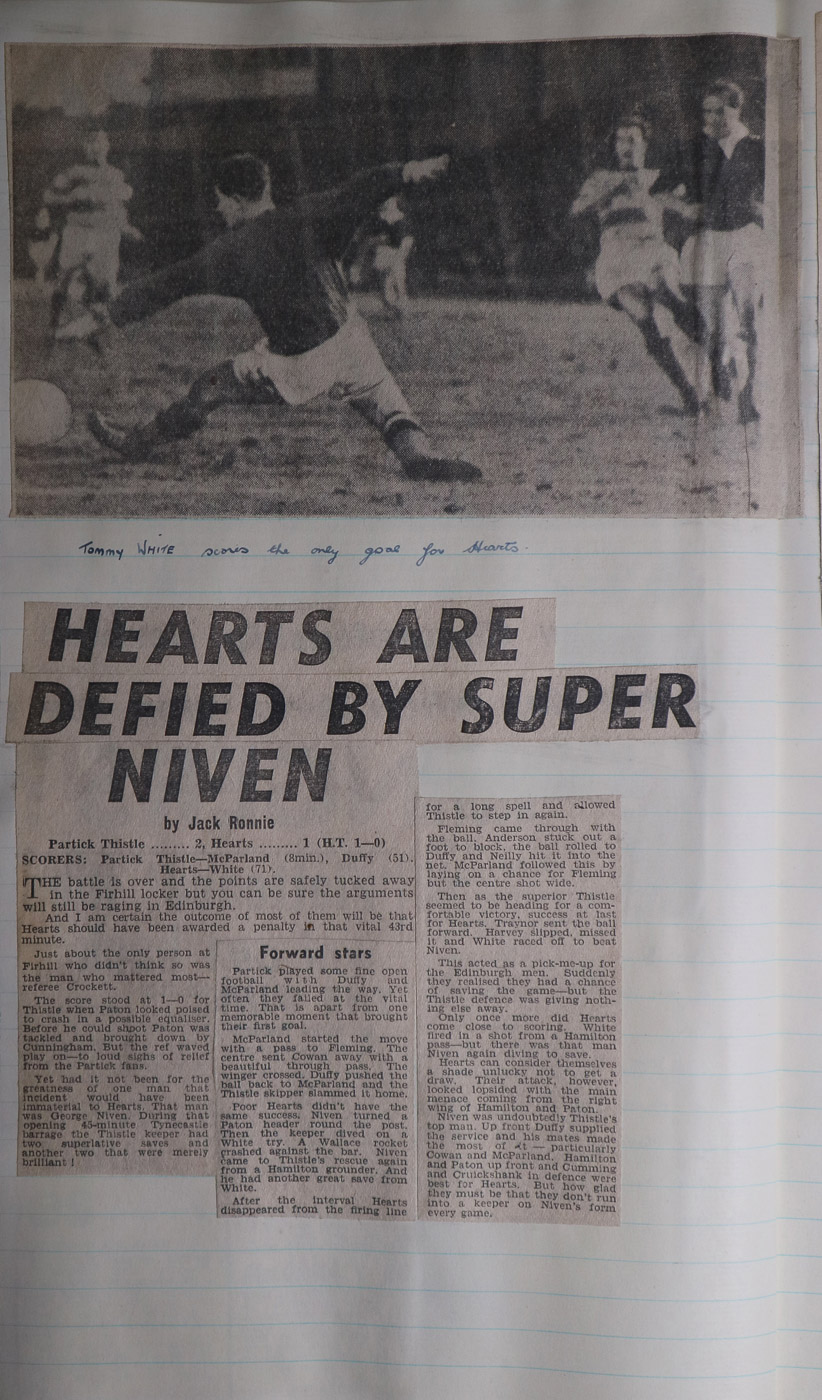 Tommy WHITE scores the only goal for Hearts.
HEARTS ARE
DEFIED BY SUPER
NIVEN
by Jack Ronnie
Partick Thistle ......... 2, Hearts ......... 1 (H.T. 1—0)
SCORERS: Partick Thistle—McParland (8min.), Duffy (51).
Hearts—White (71).
THE battle is over and the points are safely tucked away
in the Firhill locker but you can be sure the arguments
will still be raging in Edinburgh.
And I am certain the outcome of most of them will be that
Hearts should have been awarded a penalty in that vital 43rd
minute.
Just about the only person at
Firhill who didn't think so was
the man who mattered most—
referee Crockett.
The score stood at 1—0 for
Thistle when Paton looked poised
to crash in a possible equaliser.
Before he could shoot Paton was
tackled and brought down by
Cunningham. But the ref waved
play on—to loud sighs of relief
from the Partick fans.
Yet had it not been for the
greatness of one man that
incident would have been
immaterial to Hearts. That man
was George Niven. During that
opening 45-minute Tynecastle
barrage the Thistle keeper had
two superlative saves and
another two that were merely
brilliant!
Forward stars
Partick played some fine open
football with Duffy and
McParland leading the way. Yet
often they failed at the vital
time. That is apart from one
memorable moment that brought
their first goal.
McParland started the move
with a pass to Fleming. The
centre sent Cowan away with a
beautiful through pass. The
winger crossed. Duffy pushed the
ball back to McParland and the
Thistle skipper slammed it home.
Poor Hearts didn't have the
same success. Niven turned a
Paton header round the post.
Then the keeper dived on a
White try. A Wallace rocket
crashed against the bar. Niven
came to Thistle's rescue again
from a Hamilton grounder. And
he had another great save from
White.
After the interval Hearts
disappeared from the firing line
for a long spell and allowed
Thistle to step in again.
Fleming came through with
the ball. Anderson stuck out a
foot to block, the ball rolled to
Duffy and Neilly hit it into the
net. McParland followed this by
laying on a chance for Fleming
but the centre shot wide.
Then as the superior Thistle
seemed to be heading for a com-
fortable victory, success at last
for Hearts. Traynor sent the ball
forward. Harvey slipped, missed
it and White raced off to beat
Niven.
This acted as a pick-me-up for
the Edinburgh men. Suddenly
they realised they had a chance
of saving the game—but the
Thistle defence was giving noth-
ing else away.
Only once more did Hearts
come close to scoring. White
fired in a shot from a Hamilton
pass—but there was that man
Niven again diving to save.
Hearts can consider themselves
a shade unlucky not to get a
draw. Their attack, however,
looked lopsided with the main
menace coming from the right
wing of Hamilton and Paton.
Niven was undoubtedly Thistle's
top man. Up front Duffy supplied
the service and his mates made
the most of it — particularly
Cowan and McParland. Hamilton
and Paton up front and Cumming
and Cruickshank in defence were
best for Hearts. But how glad
they must be that they don't run
into a keeper on Niven's form
every game.